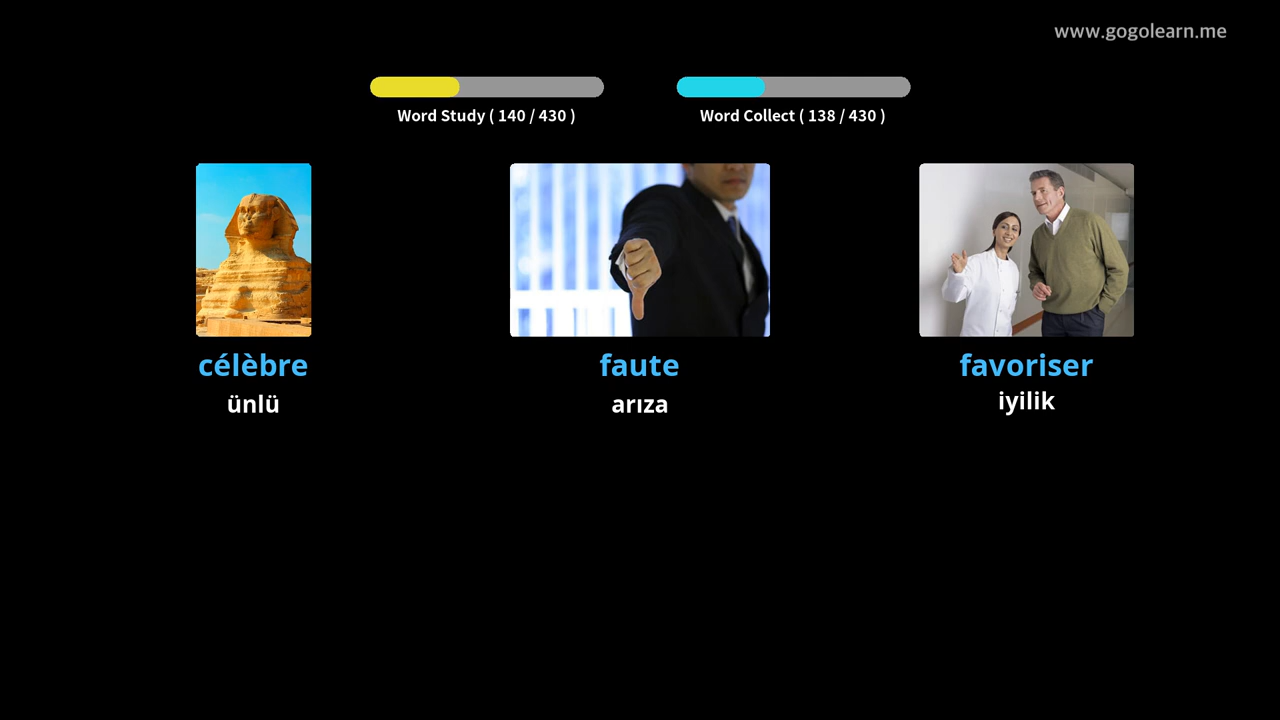 www.gogolearn.me
Word Study ( 140 / 430 )
Word Collect ( 138 / 430 )
célèbre
ünlü
faute
arıza
favoriser
iyilik